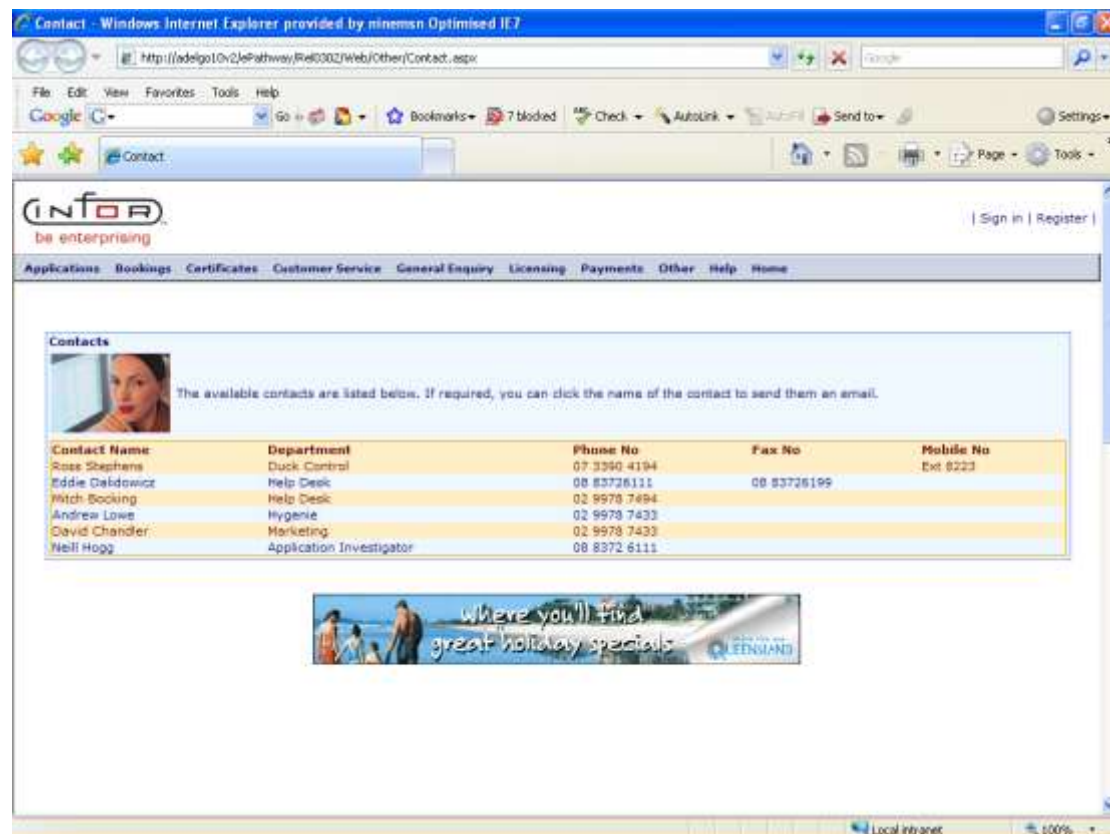 Contact - Windows Internet Explorer provided by ninemsn Optimised IE7
http://adelgo10v2/ePathway/Rel0302/Web/Other/Contact.aspx
Google
File Edit View Favorites Tools Help
Google G Go Bookmarks 7 blocked Check AutoLink AutoFill Send to Settings
Contact Page Tools
infor
be enterprising
| Sign in | Register |
Applications Bookings Certificates Customer Service General Enquiry Licensing Payments Other Help Home
Contacts
The available contacts are listed below. If required, you can click the name of the contact to send them an email.
Contact Name Department Phone No Fax No Mobile No
Ross Stephens Duck Control 07 3390 4194 Ext 8223
Eddie Dalidowicz Help Desk 08 83726111 08 83726199
Mitch Bocking Help Desk 02 9978 7494
Andrew Lowe Hygenie 02 9978 7433
David Chandler Marketing 02 9978 7433
Neill Hogg Application Investigator 08 8372 6111
Where you'll find
great holiday specials
QUEENSLAND
Local intranet 100%